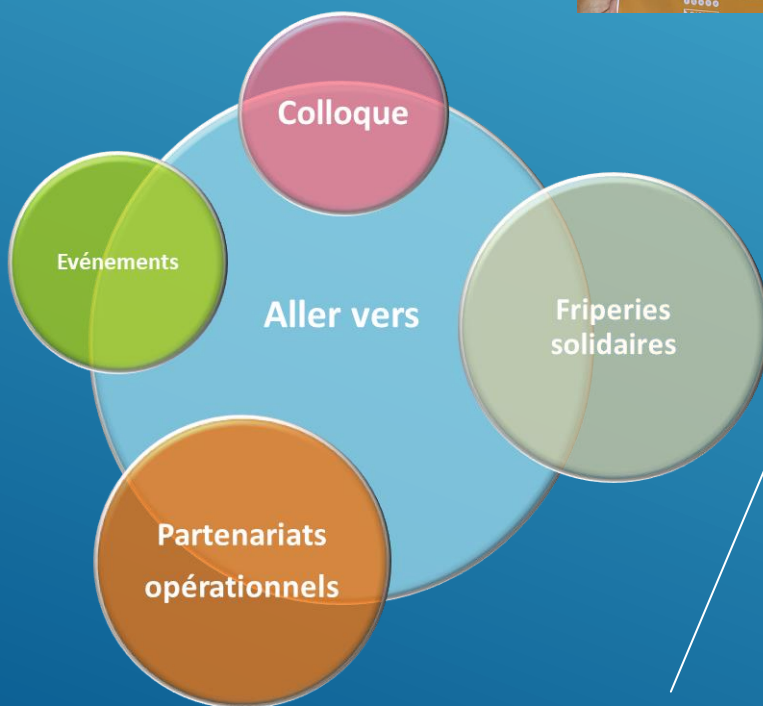 Colloque
Evénements
Aller vers
Friperies
solidaires
Partenariats
opérationnels